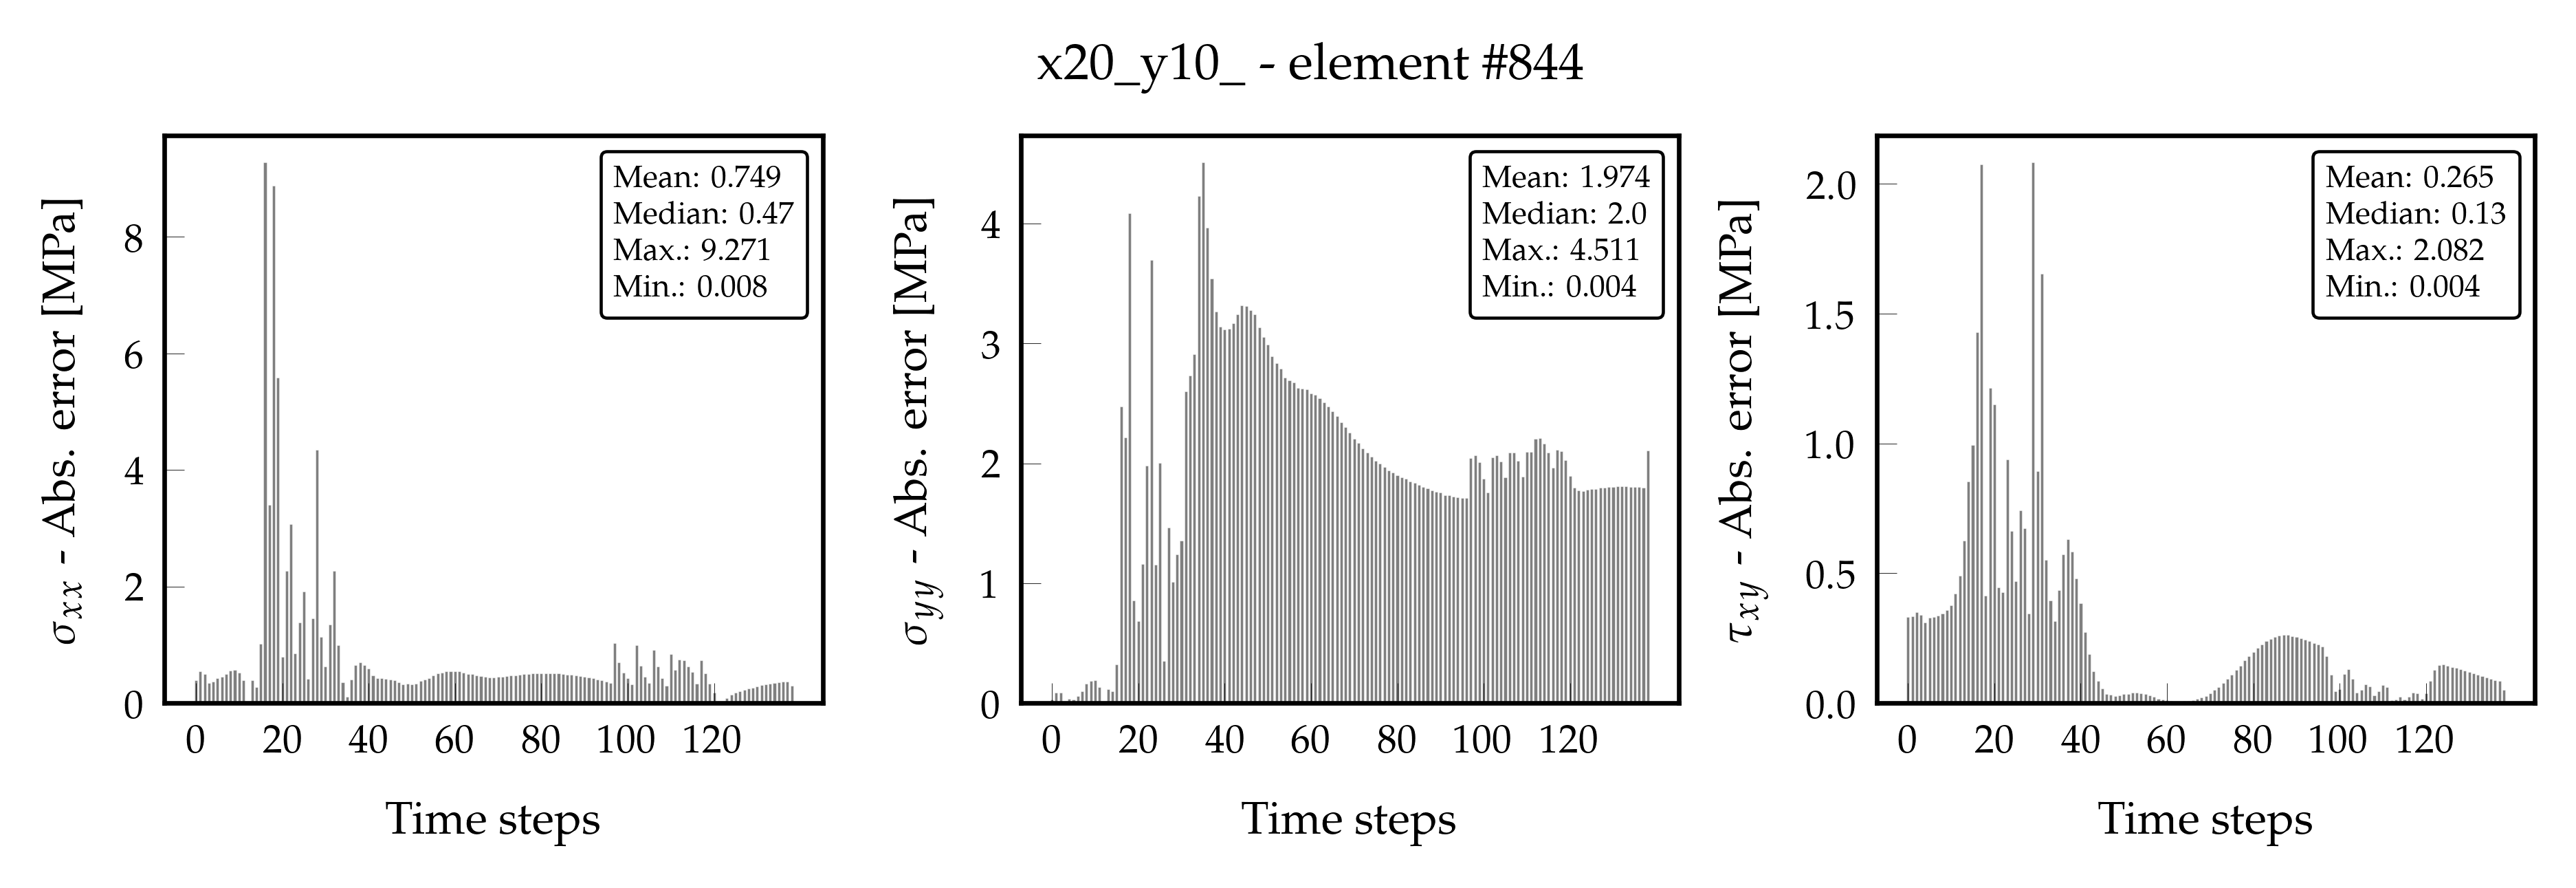 x20_y10_ - element #844
σxx - Abs. error [MPa]
8
6
4
2
0
Mean: 0.749
Median: 0.47
Max.: 9.271
Min.: 0.008
0 20 40 60 80 100 120
Time steps
σyy - Abs. error [MPa]
4
3
2
1
0
Mean: 1.974
Median: 2.0
Max.: 4.511
Min.: 0.004
0 20 40 60 80 100 120
Time steps
τxy - Abs. error [MPa]
2.0
1.5
1.0
0.5
0.0
Mean: 0.265
Median: 0.13
Max.: 2.082
Min.: 0.004
0 20 40 60 80 100 120
Time steps